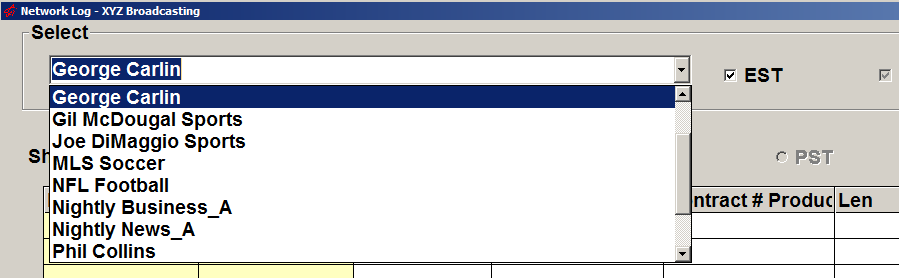 Network Log - XYZ Broadcasting
Select
George Carlin
EST
George Carlin
Gil McDougal Sports
Joe DiMaggio Sports
MLS Soccer
NFL Football
Nightly Business_A
Nightly News_A
Phil Collins
Sh
PST
ntract # Produc
Len